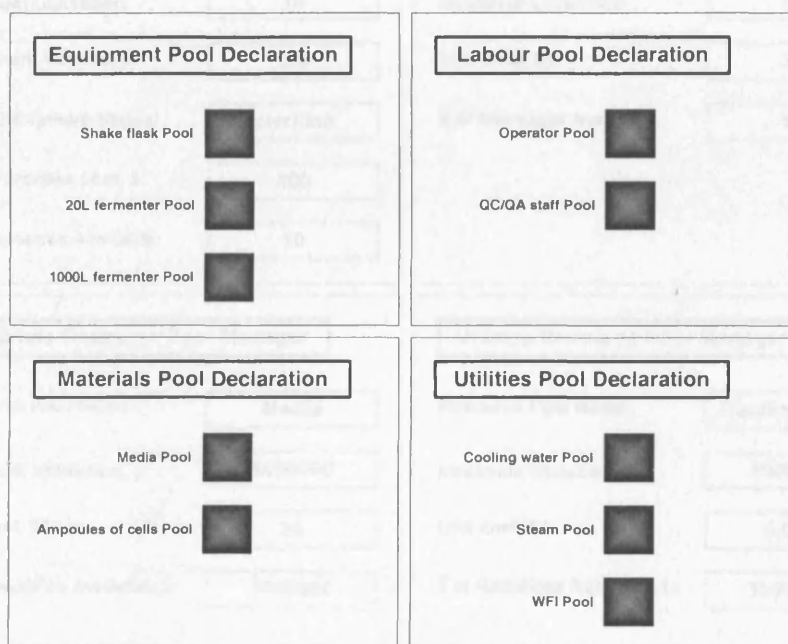 Equipment Pool Declaration
Shake flask Pool
20L fermenter Pool
1000L fermenter Pool
Labour Pool Declaration
Operator Pool
QC/QA staff Pool
Materials Pool Declaration
Media Pool
Ampoules of cells Pool
Utilities Pool Declaration
Cooling water Pool
Steam Pool
WFI Pool